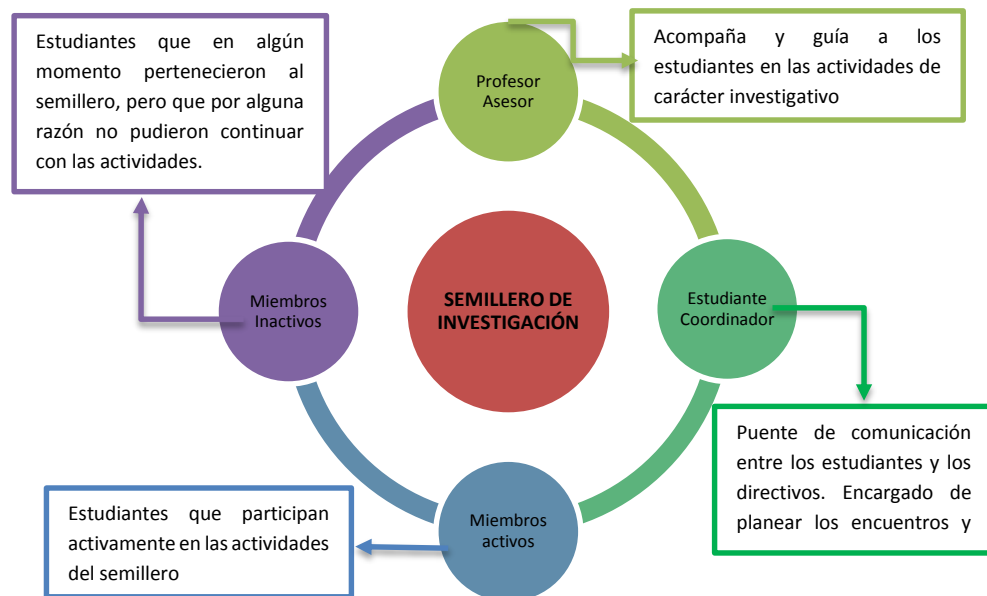 Estudiantes que en algún
momento pertenecieron al
semillero, pero que por alguna
razón no pudieron continuar
con las actividades.
Profesor
Asesor
Acompaña y guía a los
estudiantes en las actividades de
carácter investigativo
Miembros
Inactivos
SEMILLERO DE
INVESTIGACIÓN
Estudiante
Coordinador
Puente de comunicación
entre los estudiantes y los
directivos. Encargado de
planear los encuentros y
Miembros
activos
Estudiantes que participan
activamente en las actividades
del semillero